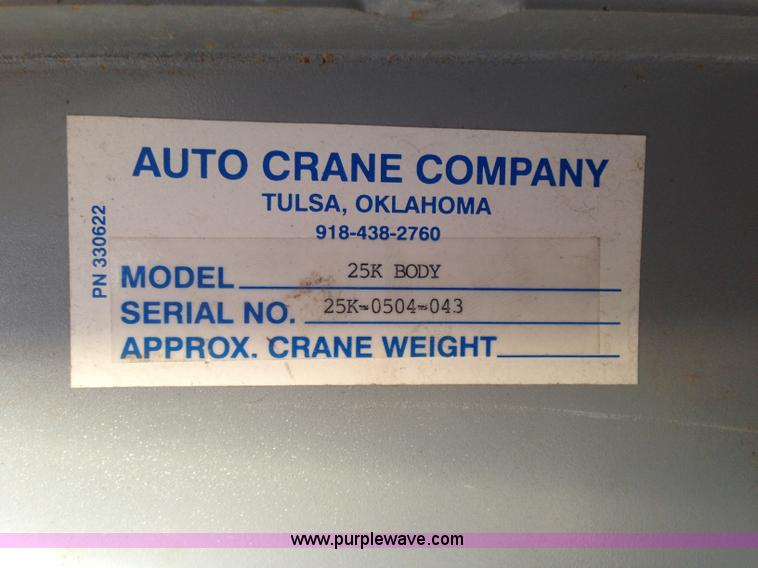 AUTO CRANE COMPANY
TULSA, OKLAHOMA
918-438-2760
PN 330622
MODEL 25K BODY
SERIAL NO. 25K-0504-043
APPROX. CRANE WEIGHT
www.purplewave.com